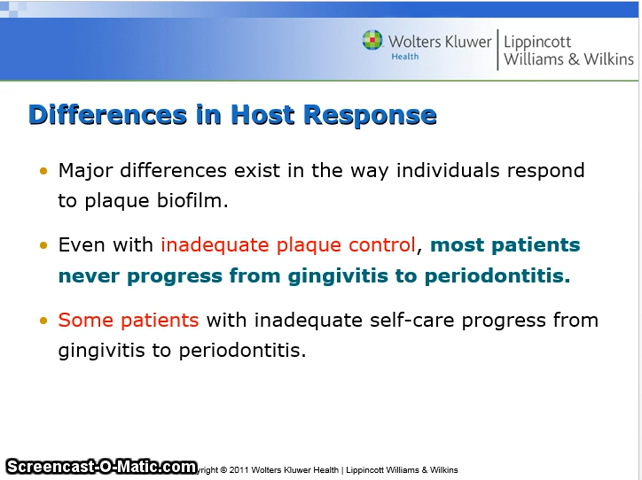 Wolters Kluwer
Health
Lippincott
Williams & Wilkins
Differences in Host Response
• Major differences exist in the way individuals respond
to plaque biofilm.
• Even with inadequate plaque control, most patients
never progress from gingivitis to periodontitis.
• Some patients with inadequate self-care progress from
gingivitis to periodontitis.
Screencast-O-Matic.com
yright © 2011 Wolters Kluwer Health | Lippincott Williams & Wilkins